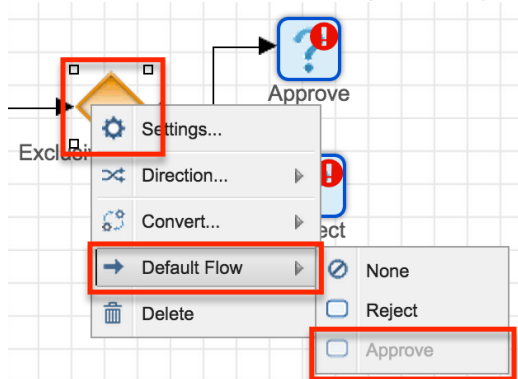 Approve
Exclusi
Settings...
Direction...
Convert...
ect
Default Flow
None
Delete
Reject
Approve